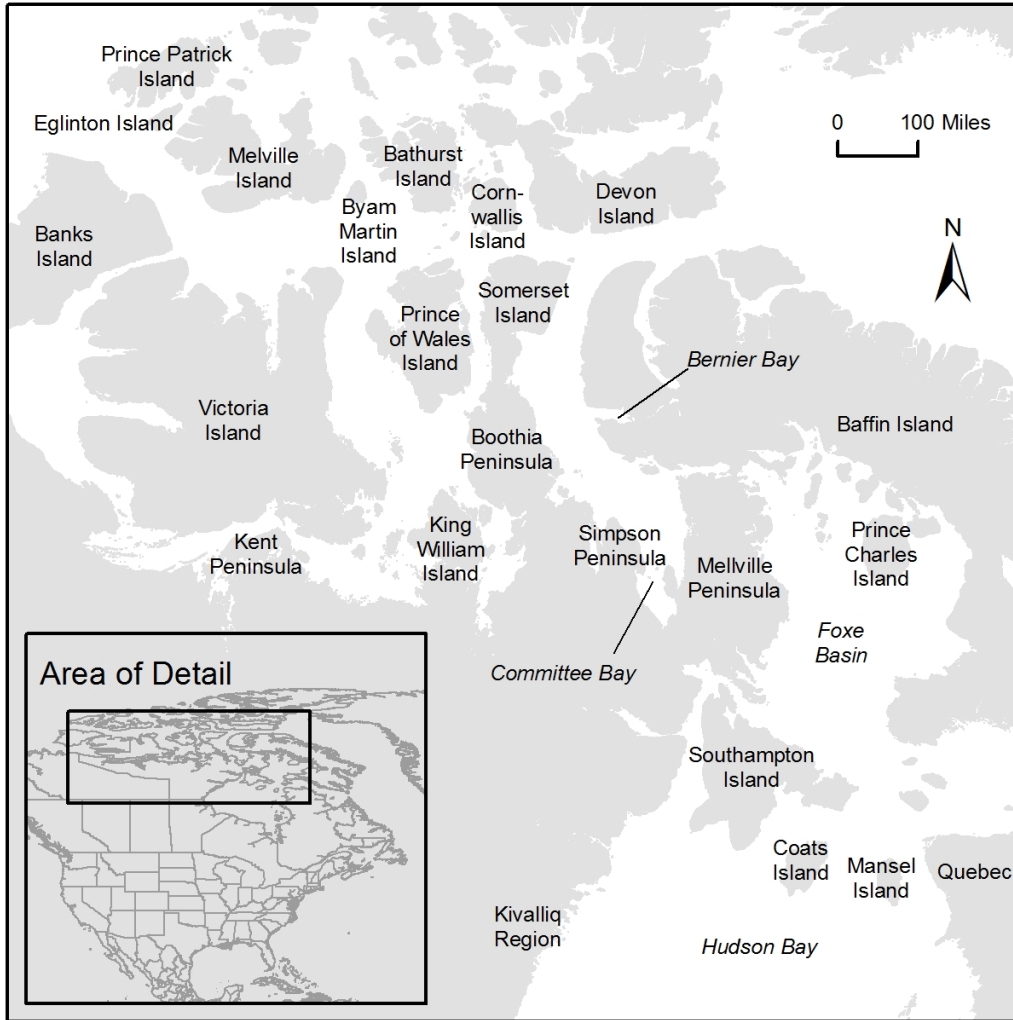 Prince Patrick
Island
Eglinton Island
Melville
Island
Bathurst
Island
Byam
Martin
Island
Corn-
wallis
Island
Devon
Island
0 100 Miles
N
Banks
Island
Somerset
Island
Prince
of Wales
Island
Bernier Bay
Victoria
Island
Boothia
Peninsula
Baffin Island
Kent
Peninsula
King
William
Island
Simpson
Peninsula
Mellville
Peninsula
Prince
Charles
Island
Foxe
Basin
Committee Bay
Area of Detail
Southampton
Island
Coats
Island
Mansel
Island
Quebec
Kivalliq
Region
Hudson Bay